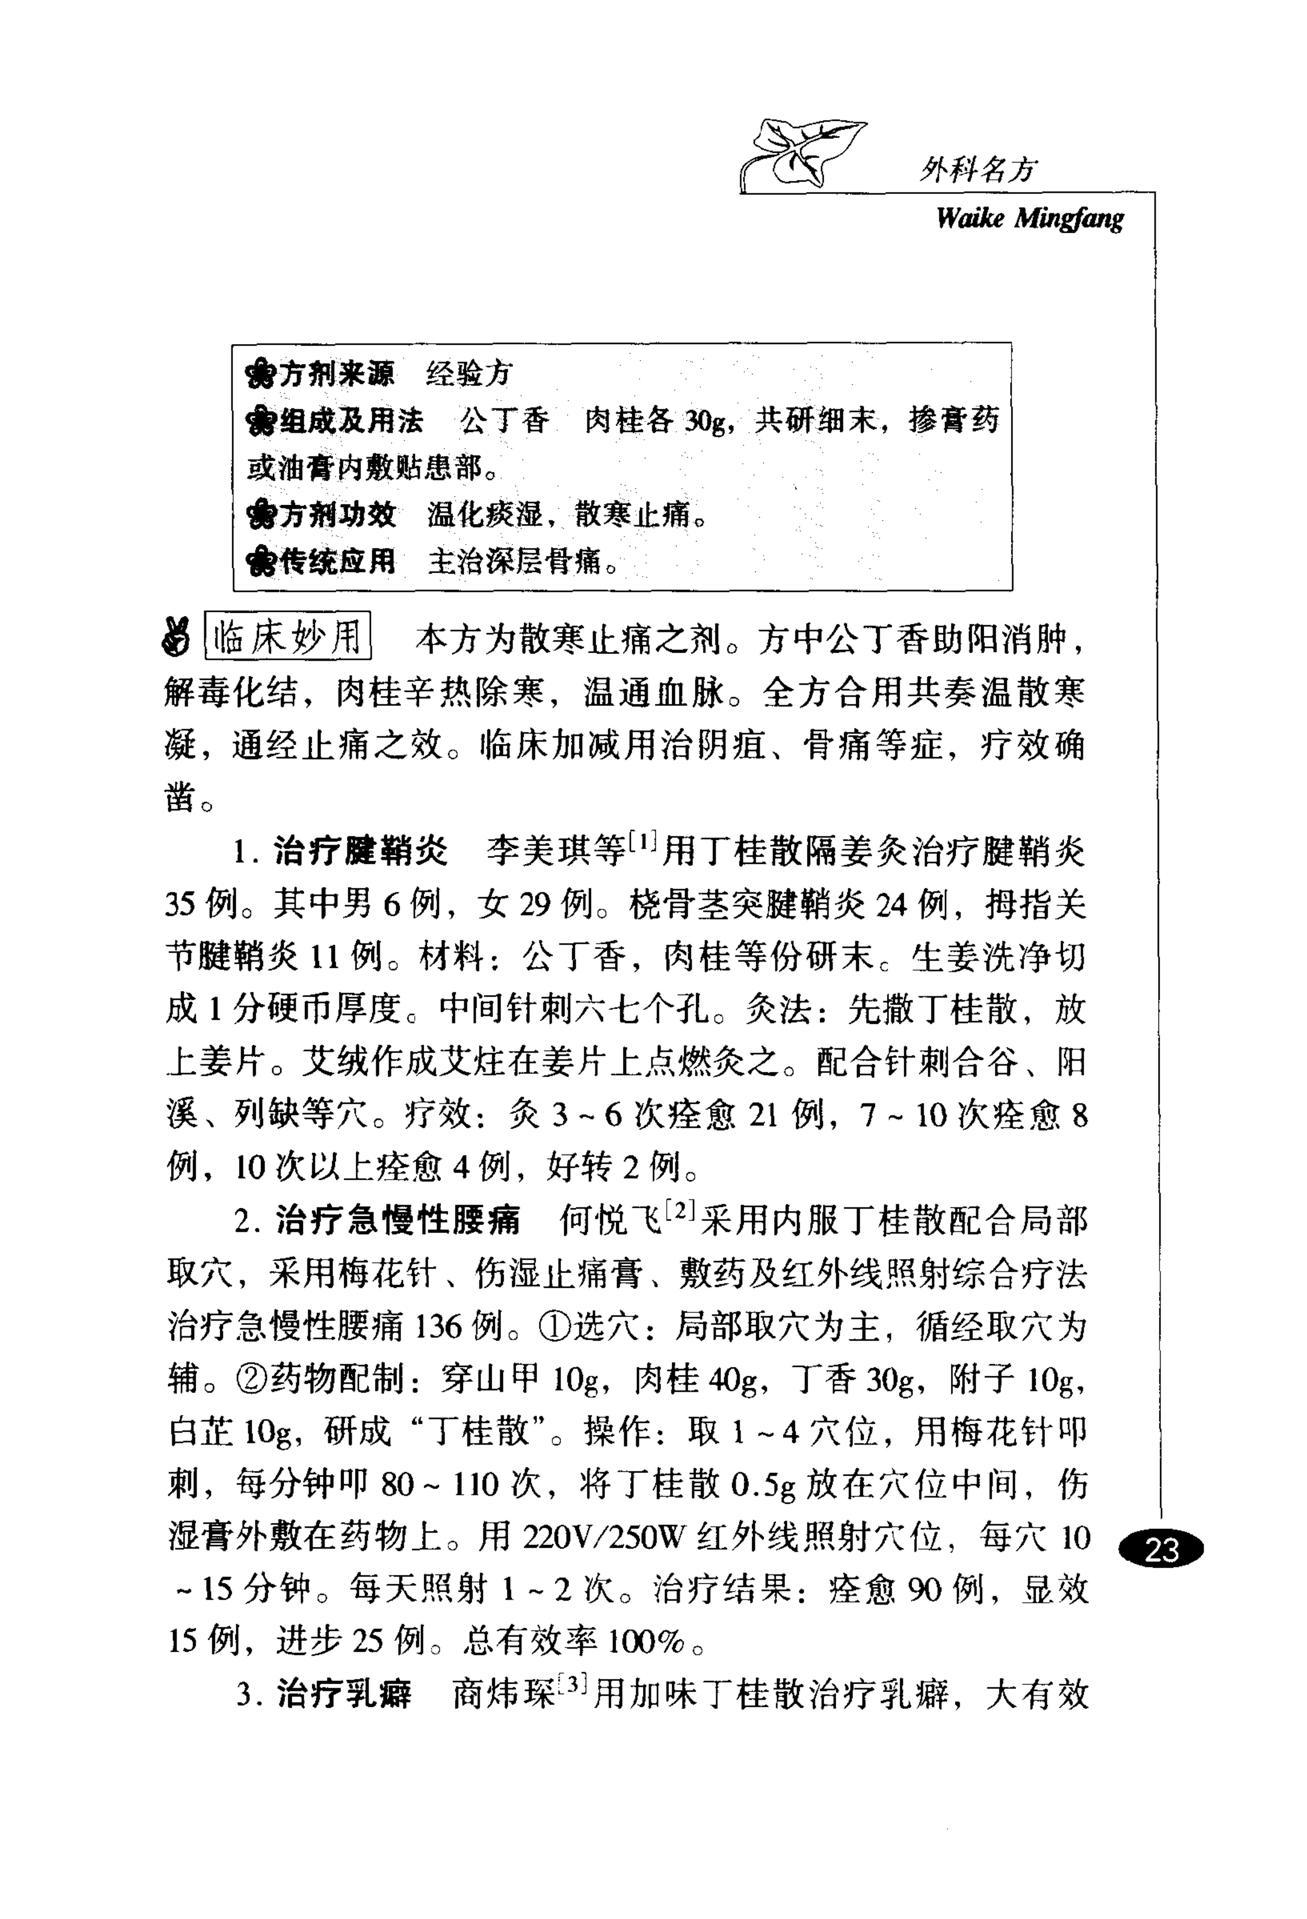 外科名方
Waike Mingfang
方剂来源 经验方
组成及用法 公丁香 肉桂各 30g，共研细末，掺膏药
或油膏内敷贴患部。
方剂功效 温化痰湿，散寒止痛。
传统应用 主治深层骨痛。
临床妙用 本方为散寒止痛之剂。方中公丁香助阳消肿，
解毒化结，肉桂辛热除寒，温通血脉。全方合用共奏温散寒
凝，通经止痛之效。临床加减用治阴疽、骨痛等症，疗效确
凿。
1. 治疗腱鞘炎 李美琪等[1]用丁桂散隔姜灸治疗腱鞘炎
35 例。其中男 6 例，女 29 例。桡骨茎突腱鞘炎 24 例，拇指关
节腱鞘炎 11 例。材料：公丁香，肉桂等份研末。生姜洗净切
成 1 分硬币厚度。中间针刺六七个孔。灸法：先撒丁桂散，放
上姜片。艾绒作成艾炷在姜片上点燃灸之。配合针刺合谷、阳
溪、列缺等穴。疗效：灸 3～6 次痊愈 21 例，7～10 次痊愈 8
例，10 次以上痊愈 4 例，好转 2 例。
2. 治疗急慢性腰痛 何悦飞[2]采用内服丁桂散配合局部
取穴，采用梅花针、伤湿止痛膏、敷药及红外线照射综合疗法
治疗急慢性腰痛 136 例。①选穴：局部取穴为主，循经取穴为
辅。②药物配制：穿山甲 10g，肉桂 40g，丁香 30g，附子 10g，
白芷 10g，研成“丁桂散”。操作：取 1～4 穴位，用梅花针叩
刺，每分钟叩 80～110 次，将丁桂散 0.5g 放在穴位中间，伤
湿膏外敷在药物上。用 220V/250W 红外线照射穴位，每穴 10
～15 分钟。每天照射 1～2 次。治疗结果：痊愈 90 例，显效
15 例，进步 25 例。总有效率 100%。
3. 治疗乳癖 商炜琛[3]用加味丁桂散治疗乳癖，大有效
23